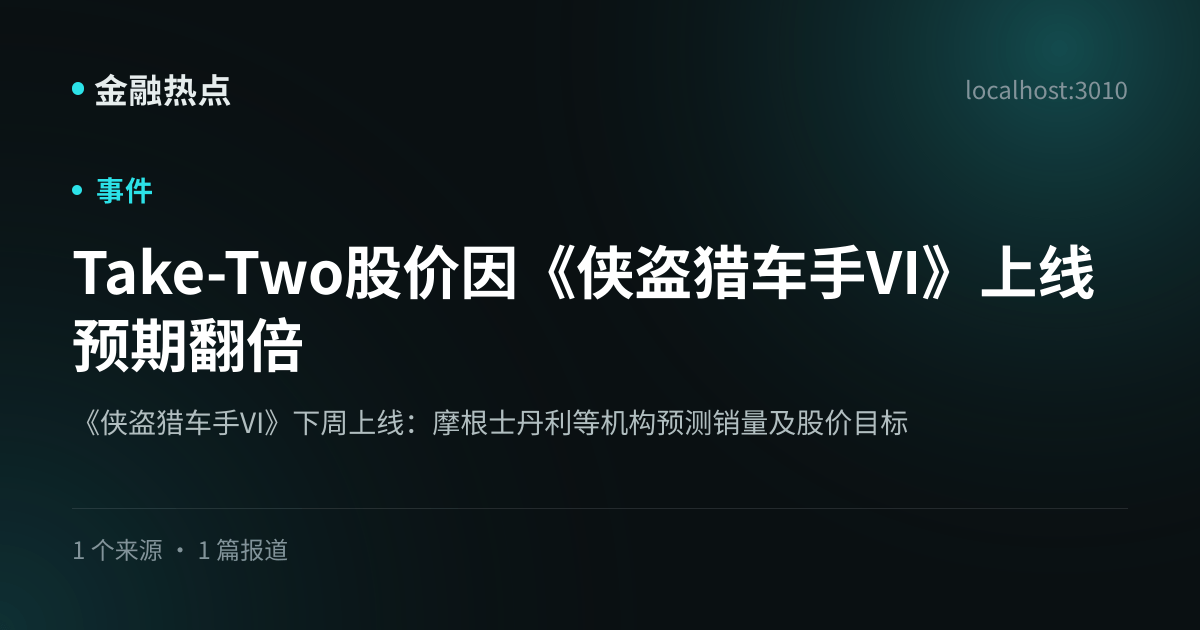 金融热点
localhost:3010
事件
Take-Two股价因《侠盗猎车手VI》上线
预期翻倍
《侠盗猎车手VI》下周上线：摩根士丹利等机构预测销量及股价目标
1 个来源 · 1 篇报道